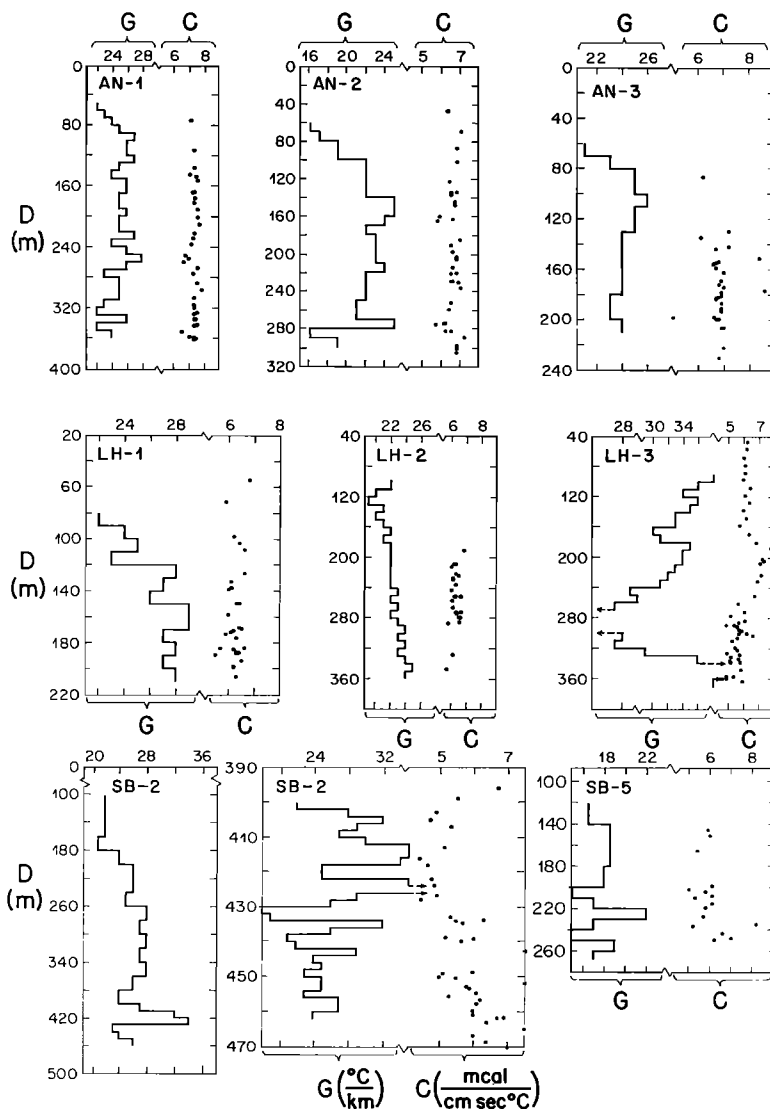 G C G C G C
24 28 6 8 16 20 24 5 7 22 26 6 8
AN-1 AN-2 AN-3
0 80 160 240 320 400
D (m)
0 40 80 120 160 200 240 280 320
0 40 80 120 160 200 240
24 28 6 8 22 26 6 8 28 30 34 5 7
LH-1 LH-2 LH-3
20 60 100 140 180 220
D (m)
40 120 200 280 360
40 120 200 270 360
G C G C G C
20 28 36 24 32 5 7 18 22 6 8
SB-2 SB-2 SB-5
0 100 180 260 340 420 500
D (m)
390 410 430 450 470
100 140 180 220 260
G C
G (°C/km) C (mcal/cm sec°C)